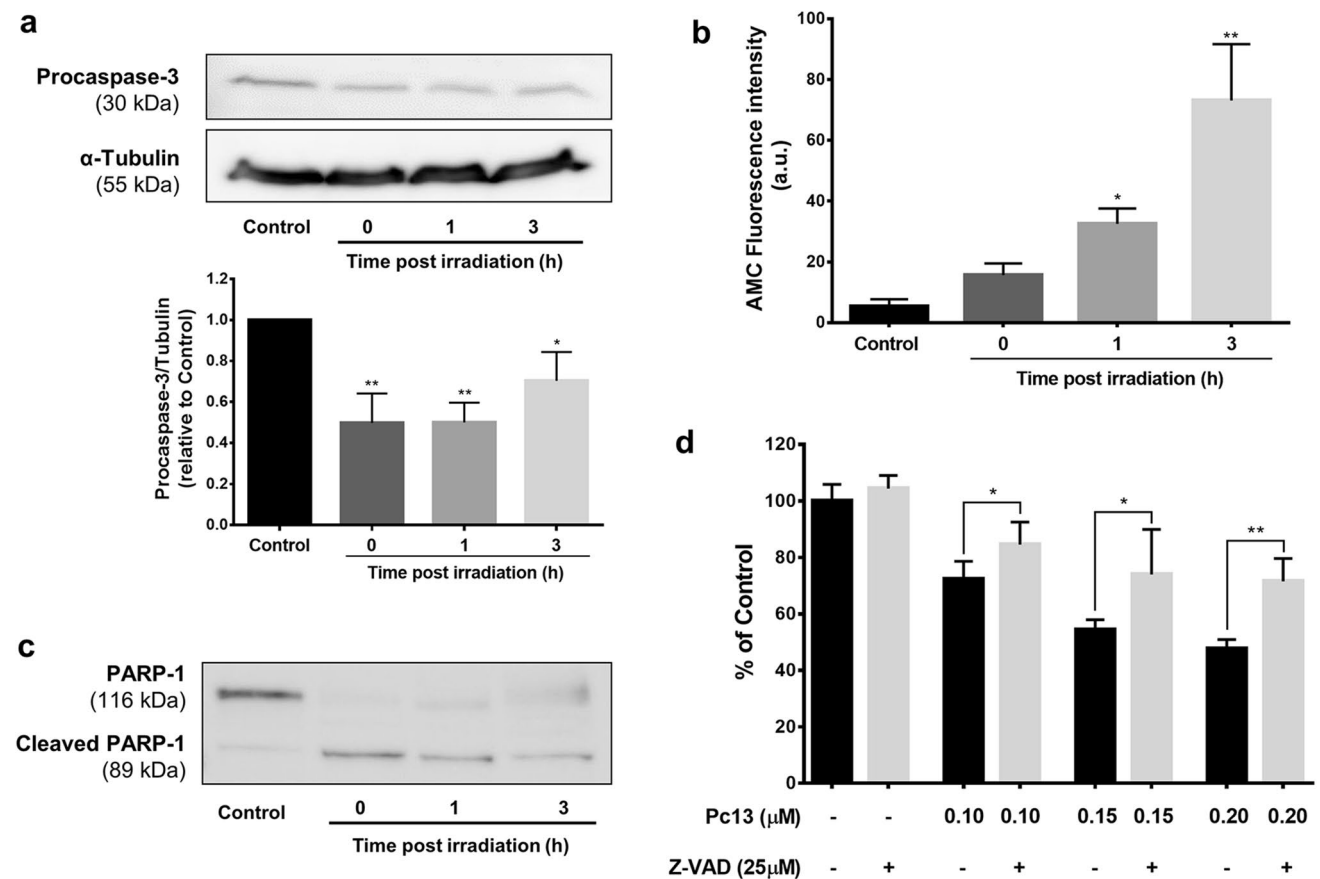 a
Procaspase-3
(30 kDa)
α-Tubulin
(55 kDa)
Control 0 1 3
Time post irradiation (h)
Procaspase-3/Tubulin
(relative to Control)
1.2
1.0
0.8
0.6
0.4
0.2
0.0
** ** *
Control 0 1 3
Time post irradiation (h)
b
AMC Fluorescence intensity
(a.u.)
100
80
60
40
20
0
* **
Control 0 1 3
Time post irradiation (h)
c
PARP-1
(116 kDa)
Cleaved PARP-1
(89 kDa)
Control 0 1 3
Time post irradiation (h)
d
% of Control
120
100
80
60
40
20
0
* * **
Pc13 (μM) - - 0.10 0.10 0.15 0.15 0.20 0.20
Z-VAD (25μM) - + - + - + - +